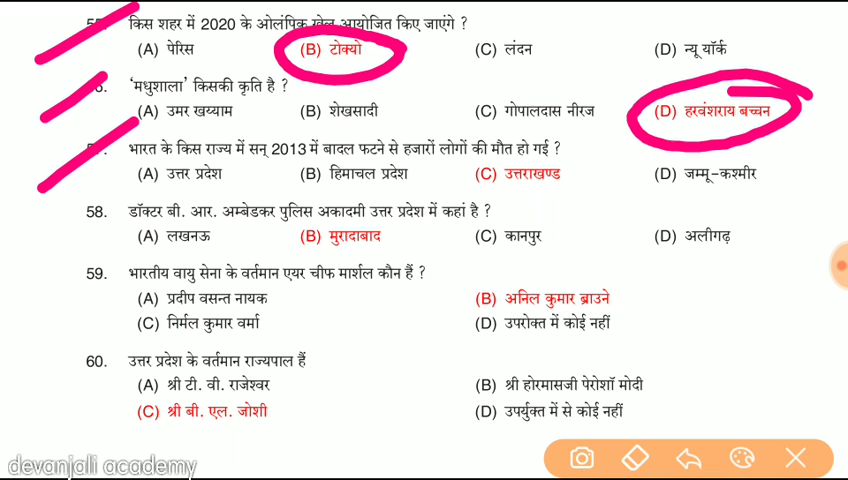 किस शहर में 2020 के ओलंपिक खेल आयोजित किए जाएंगे ?
(A) पेरिस (B) टोक्यो (C) लंदन (D) न्यू यॉर्क
'मधुशाला' किसकी कृति है ?
(A) उमर खय्याम (B) शेखसादी (C) गोपालदास नीरज (D) हरवंशराय बच्चन
भारत के किस राज्य में सन् 2013 में बादल फटने से हजारों लोगों की मौत हो गई ?
(A) उत्तर प्रदेश (B) हिमाचल प्रदेश (C) उत्तराखण्ड (D) जम्मू-कश्मीर
58. डॉक्टर बी. आर. अम्बेडकर पुलिस अकादमी उत्तर प्रदेश में कहां है ?
(A) लखनऊ (B) मुरादाबाद (C) कानपुर (D) अलीगढ़
59. भारतीय वायु सेना के वर्तमान एयर चीफ मार्शल कौन हैं ?
(A) प्रदीप वसन्त नायक (B) अनिल कुमार ब्राउने
(C) निर्मल कुमार वर्मा (D) उपरोक्त में कोई नहीं
60. उत्तर प्रदेश के वर्तमान राज्यपाल हैं
(A) श्री टी. वी. राजेश्वर (B) श्री होरमासजी पेरोशॉ मोदी
(C) श्री बी. एल. जोशी (D) उपर्युक्त में से कोई नहीं
devanjali academy